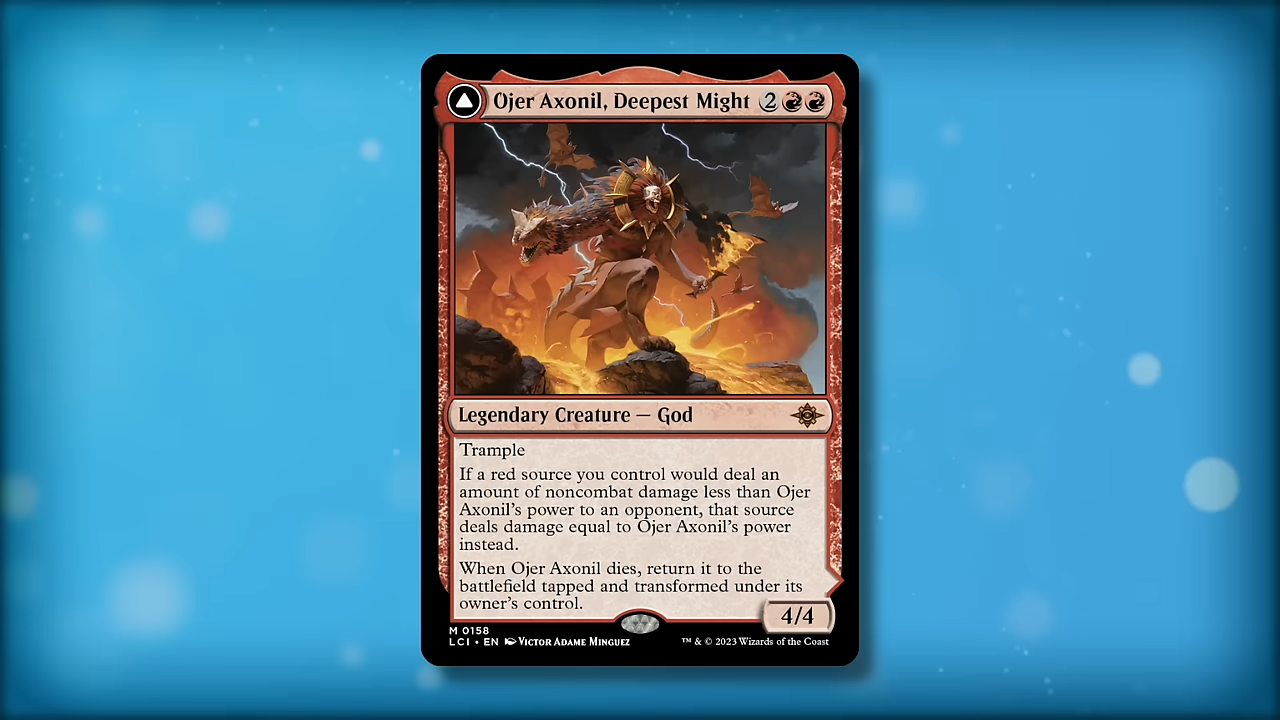 Ojer Axonil, Deepest Might 2
Legendary Creature — God
Trample
If a red source you control would deal an
amount of noncombat damage less than Ojer
Axonil's power to an opponent, that source
deals damage equal to Ojer Axonil's power
instead.
When Ojer Axonil dies, return it to the
battlefield tapped and transformed under its
owner's control.
4/4
M 0158
LCI • EN Victor Adame Minguez
™ & © 2023 Wizards of the Coast